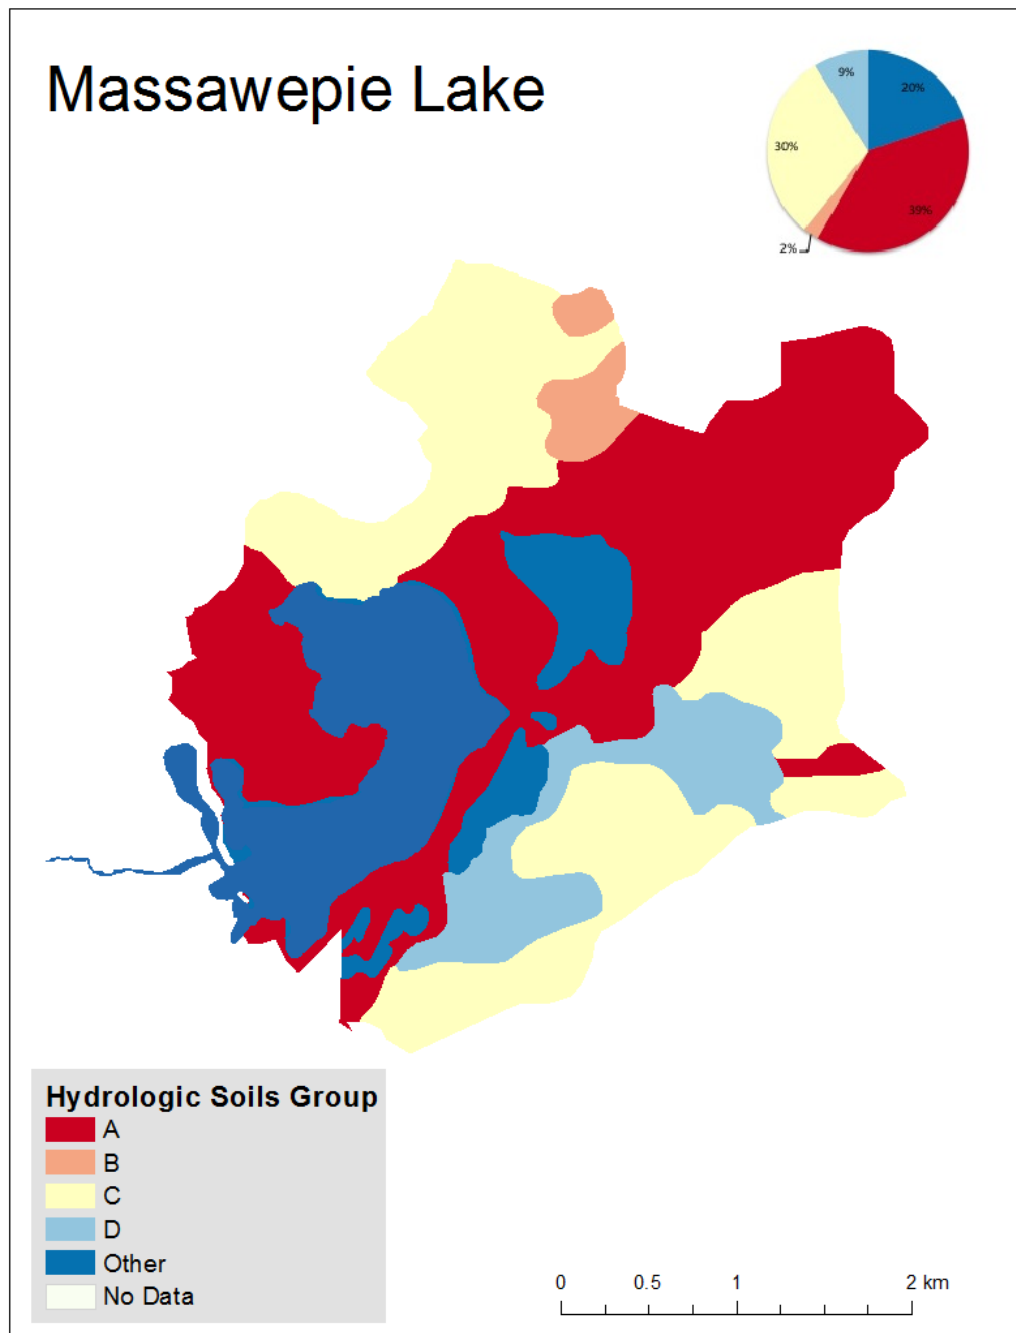 Massawepie Lake
9%
20%
30%
39%
2%
Hydrologic Soils Group
A
B
C
D
Other
No Data
0 0.5 1 2 km